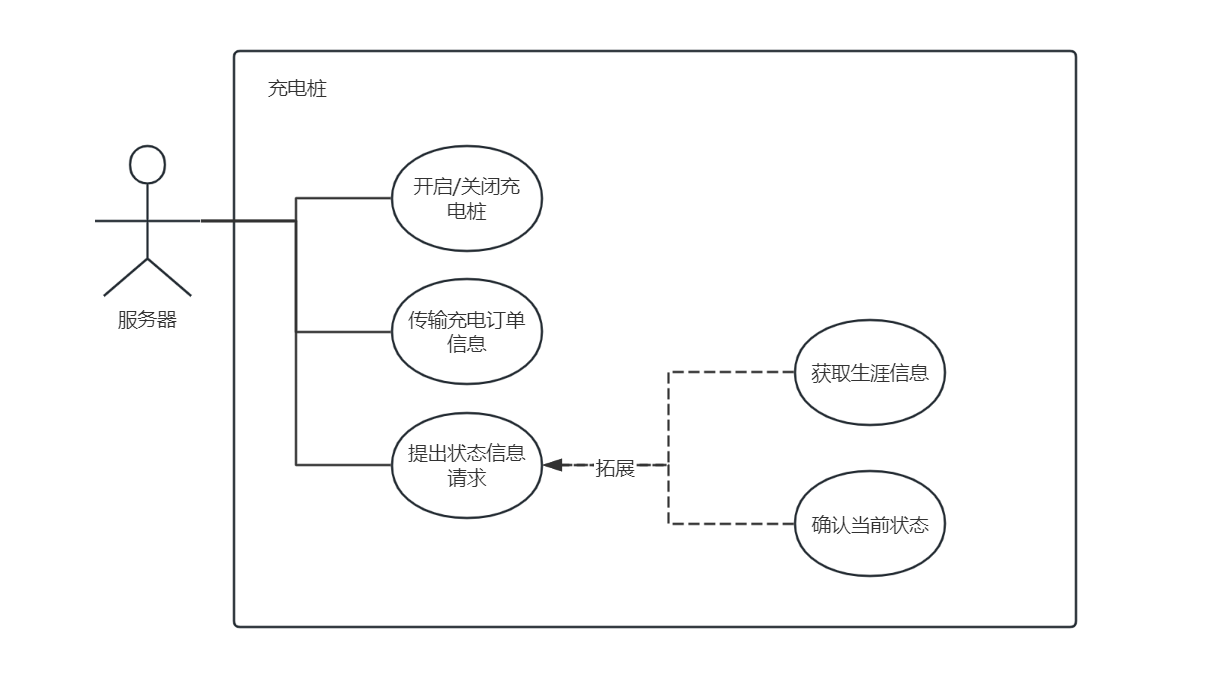 充电桩
开启/关闭充
电桩
服务器
传输充电订单
信息
获取生涯信息
提出状态信息
请求
拓展
确认当前状态